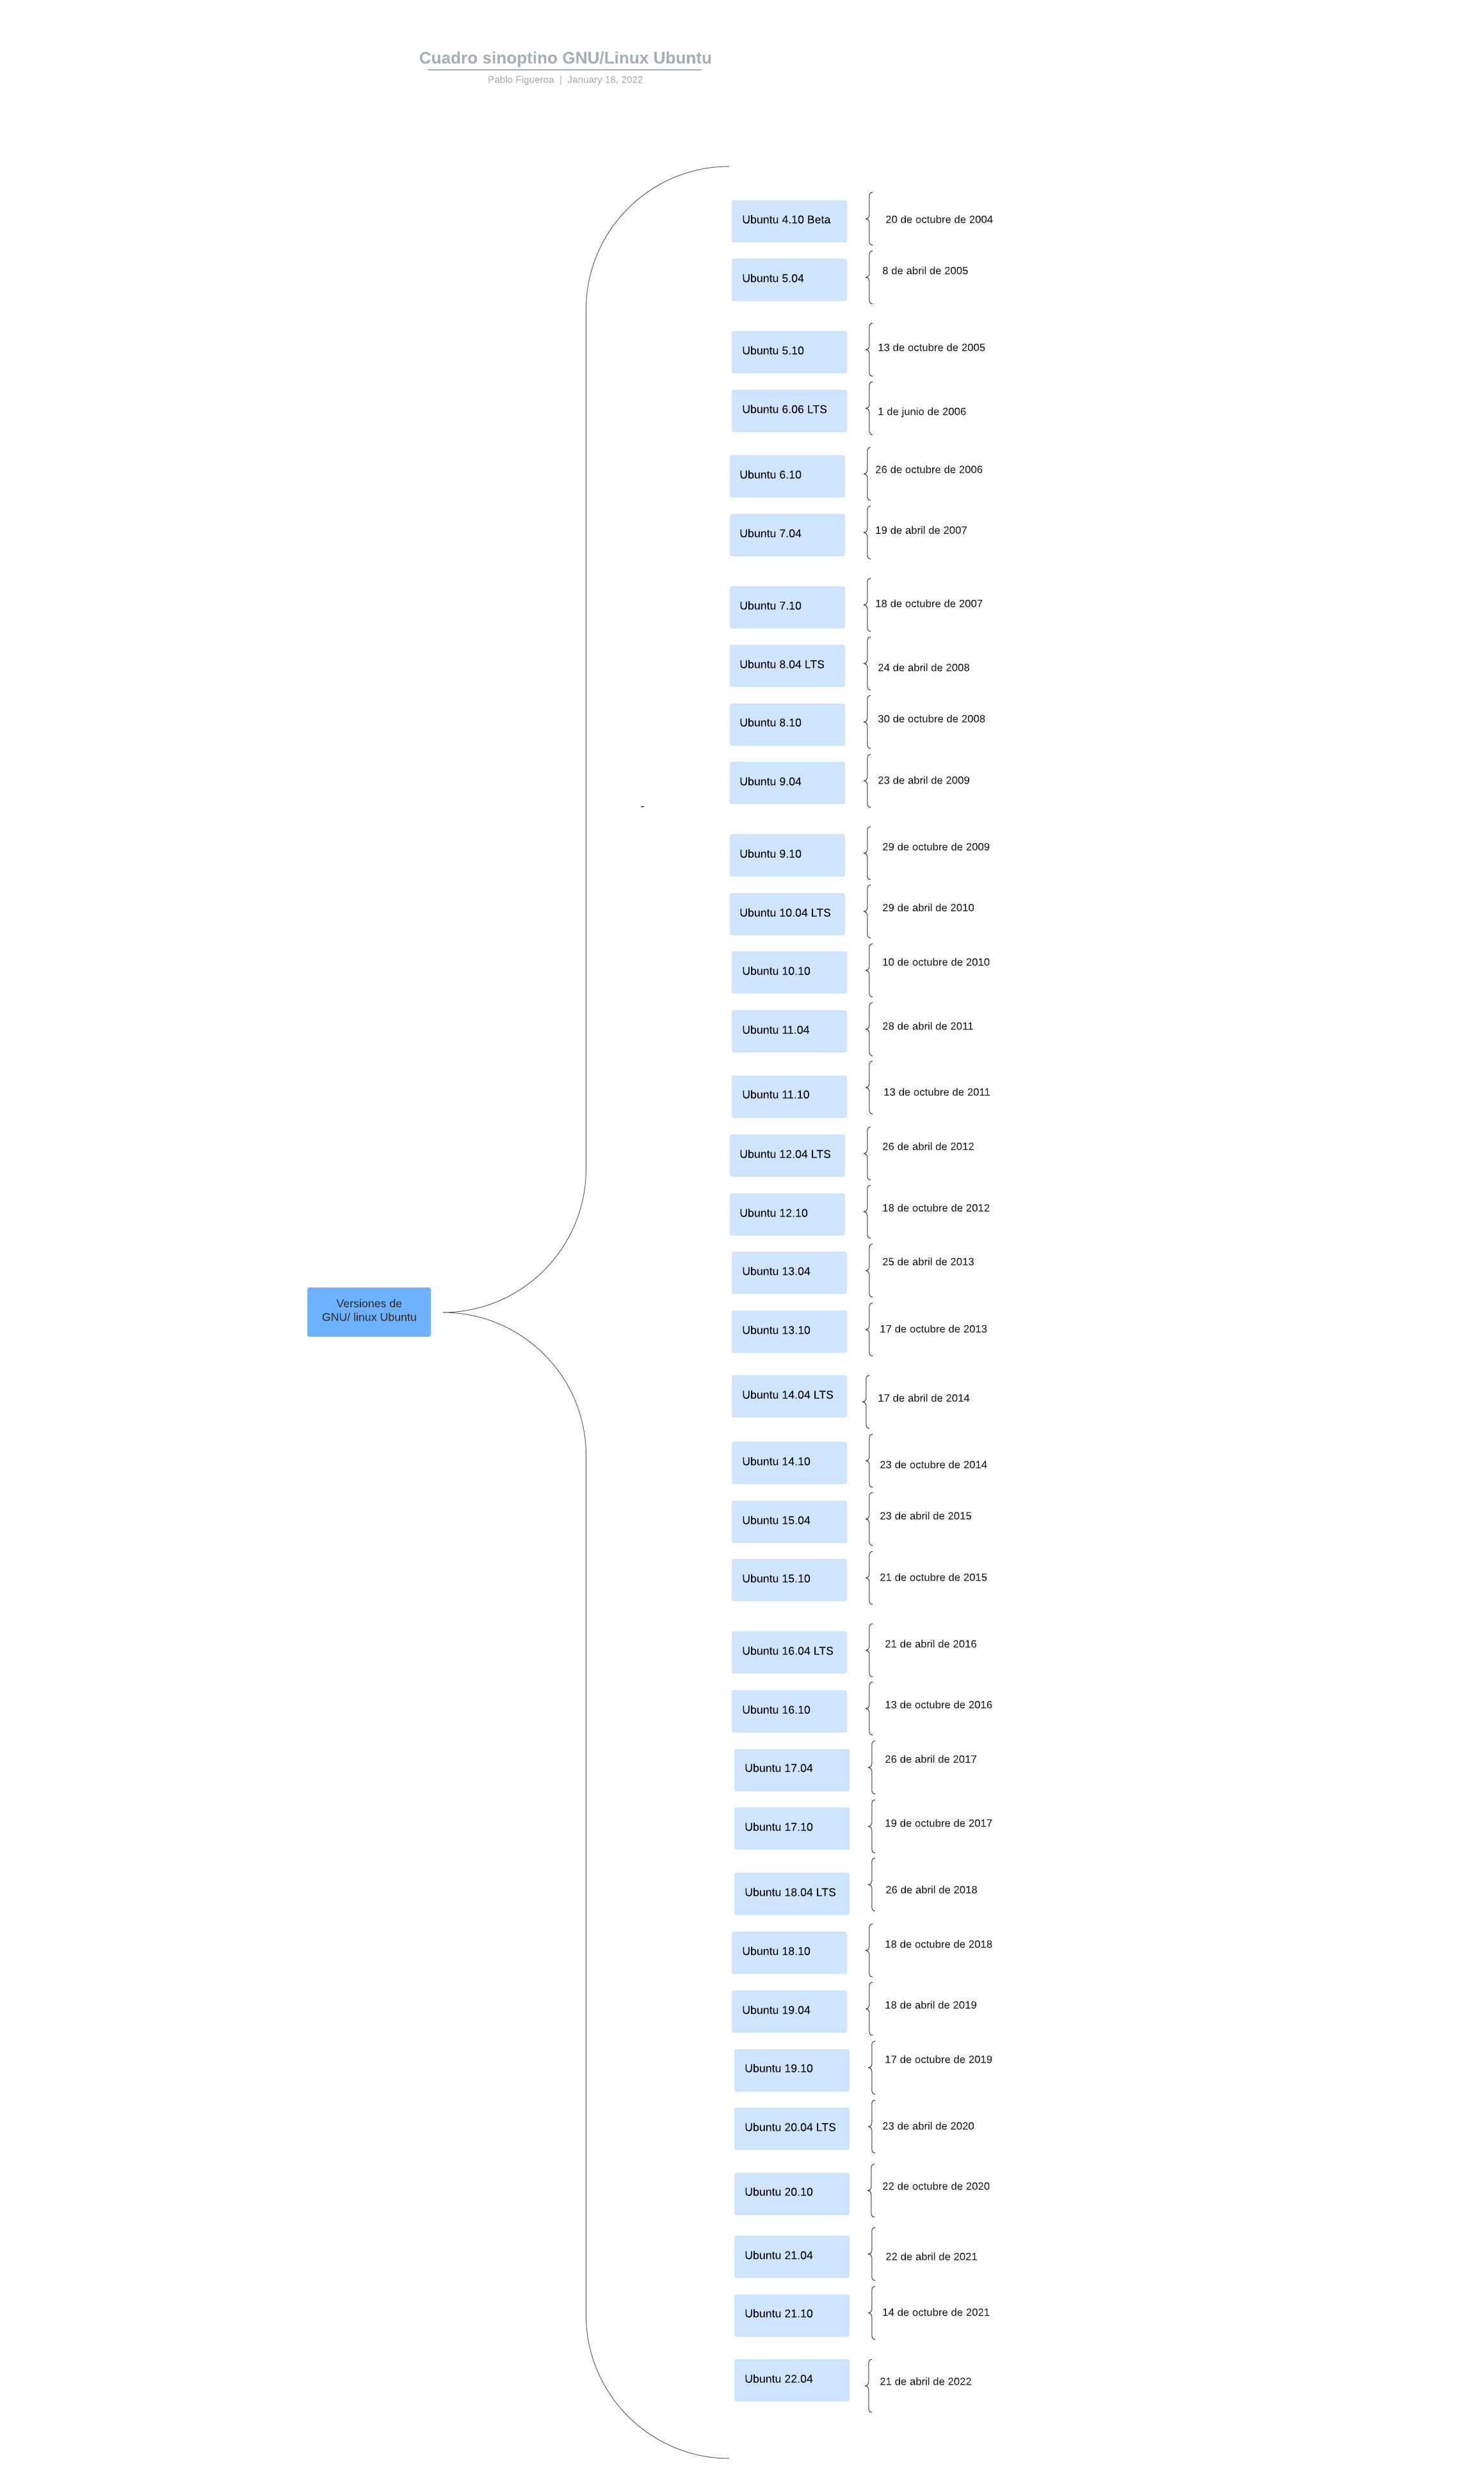 Cuadro sinoptino GNU/Linux Ubuntu
Pablo Figueroa | January 18, 2022
Ubuntu 4.10 Beta
20 de octubre de 2004
Ubuntu 5.04
8 de abril de 2005
Ubuntu 5.10
13 de octubre de 2005
Ubuntu 6.06 LTS
1 de junio de 2006
Ubuntu 6.10
26 de octubre de 2006
Ubuntu 7.04
19 de abril de 2007
Ubuntu 7.10
18 de octubre de 2007
Ubuntu 8.04 LTS
24 de abril de 2008
Ubuntu 8.10
30 de octubre de 2008
Ubuntu 9.04
23 de abril de 2009
-
Ubuntu 9.10
29 de octubre de 2009
Ubuntu 10.04 LTS
29 de abril de 2010
Ubuntu 10.10
10 de octubre de 2010
Ubuntu 11.04
28 de abril de 2011
Ubuntu 11.10
13 de octubre de 2011
Ubuntu 12.04 LTS
26 de abril de 2012
Ubuntu 12.10
18 de octubre de 2012
Ubuntu 13.04
25 de abril de 2013
Versiones de
GNU/ linux Ubuntu
Ubuntu 13.10
17 de octubre de 2013
Ubuntu 14.04 LTS
17 de abril de 2014
Ubuntu 14.10
23 de octubre de 2014
Ubuntu 15.04
23 de abril de 2015
Ubuntu 15.10
21 de octubre de 2015
Ubuntu 16.04 LTS
21 de abril de 2016
Ubuntu 16.10
13 de octubre de 2016
Ubuntu 17.04
26 de abril de 2017
Ubuntu 17.10
19 de octubre de 2017
Ubuntu 18.04 LTS
26 de abril de 2018
Ubuntu 18.10
18 de octubre de 2018
Ubuntu 19.04
18 de abril de 2019
Ubuntu 19.10
17 de octubre de 2019
Ubuntu 20.04 LTS
23 de abril de 2020
Ubuntu 20.10
22 de octubre de 2020
Ubuntu 21.04
22 de abril de 2021
Ubuntu 21.10
14 de octubre de 2021
Ubuntu 22.04
21 de abril de 2022